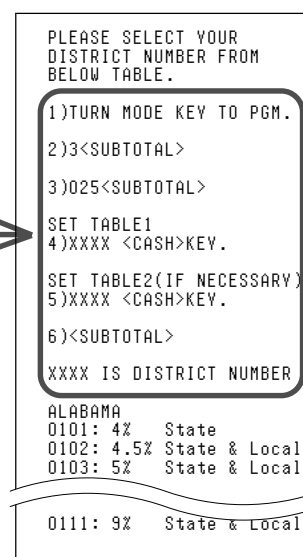 PLEASE SELECT YOUR
DISTRICT NUMBER FROM
BELOW TABLE.
1)TURN MODE KEY TO PGM.
2)3<SUBTOTAL>
3)025<SUBTOTAL>
SET TABLE1
4)XXXX <CASH>KEY.
SET TABLE2(IF NECESSARY)
5)XXXX <CASH>KEY.
6)<SUBTOTAL>
XXXX IS DISTRICT NUMBER
ALABAMA
0101: 4% State
0102: 4.5% State & Local
0103: 5% State & Local
0111: 9% State & Local